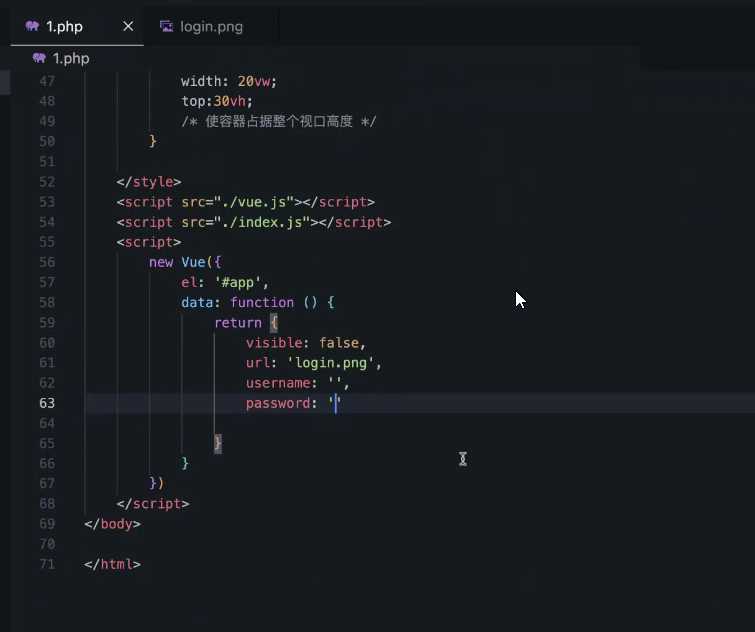 1.php × login.png
1.php
47 width: 20vw;
48 top:30vh;
49 /* 使容器占据整个视口高度 */
50 }
51
52 </style>
53 <script src="./vue.js"></script>
54 <script src="./index.js"></script>
55 <script>
56 new Vue({
57 el: '#app',
58 data: function () {
59 return {
60 visible: false,
61 url: 'login.png',
62 username: '',
63 password: ''
64
65 }
66 }
67 })
68 </script>
69 </body>
70
71 </html>